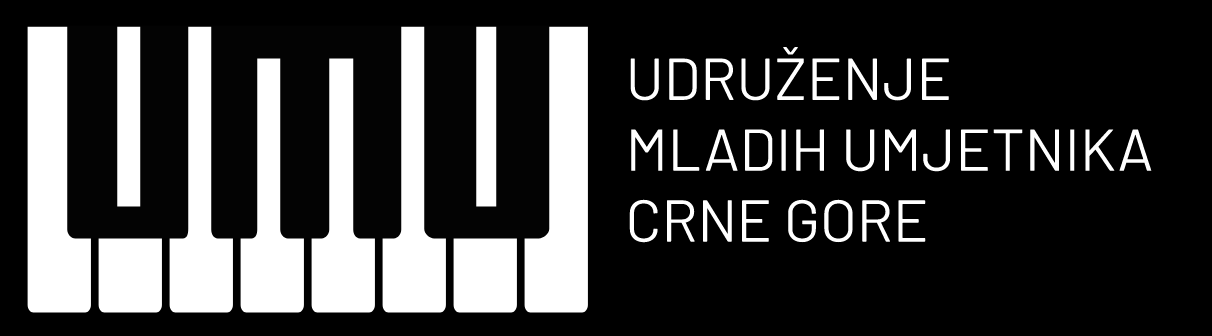 UDRUŽENJE
MLADIH UMJETNIKA
CRNE GORE